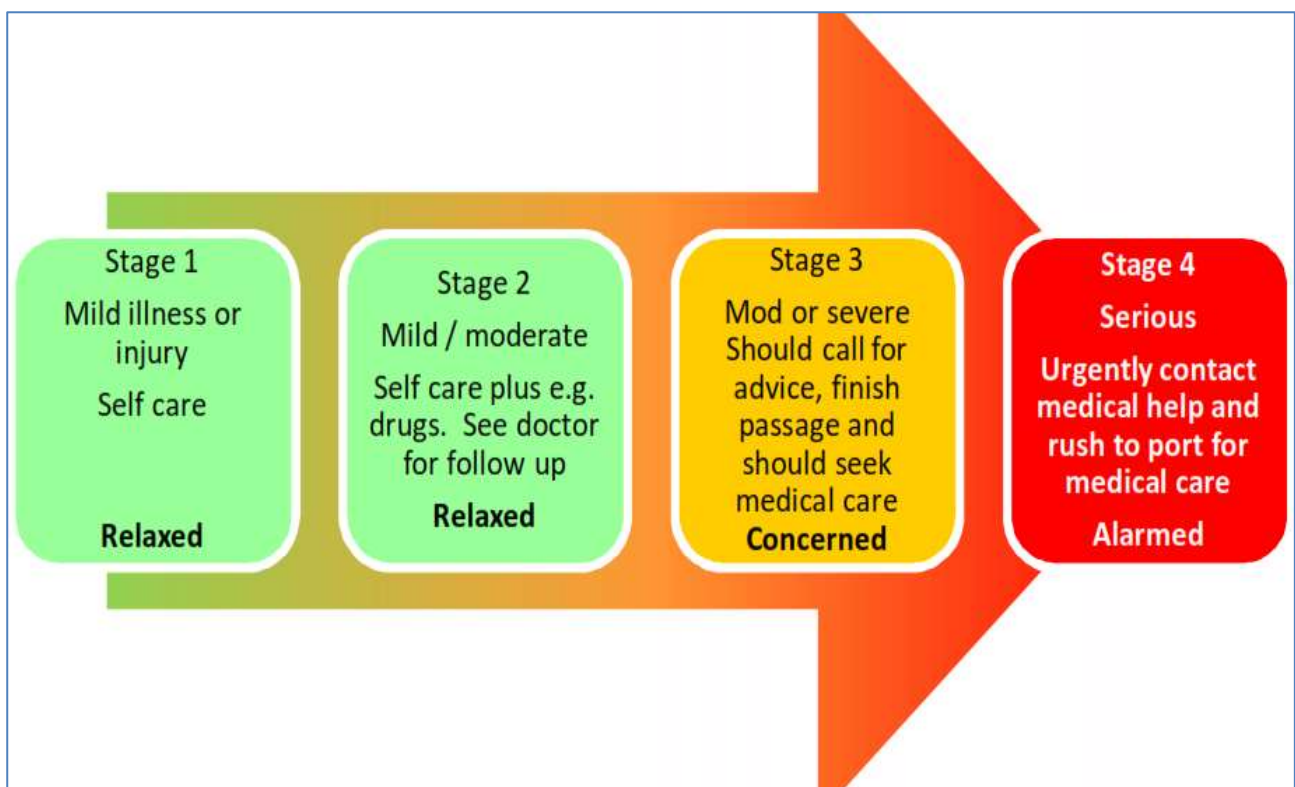 Stage 1
Mild illness or
injury
Self care
Relaxed
Stage 2
Mild / moderate
Self care plus e.g.
drugs. See doctor
for follow up
Relaxed
Stage 3
Mod or severe
Should call for
advice, finish
passage and
should seek
medical care
Concerned
Stage 4
Serious
Urgently contact
medical help and
rush to port for
medical care
Alarmed